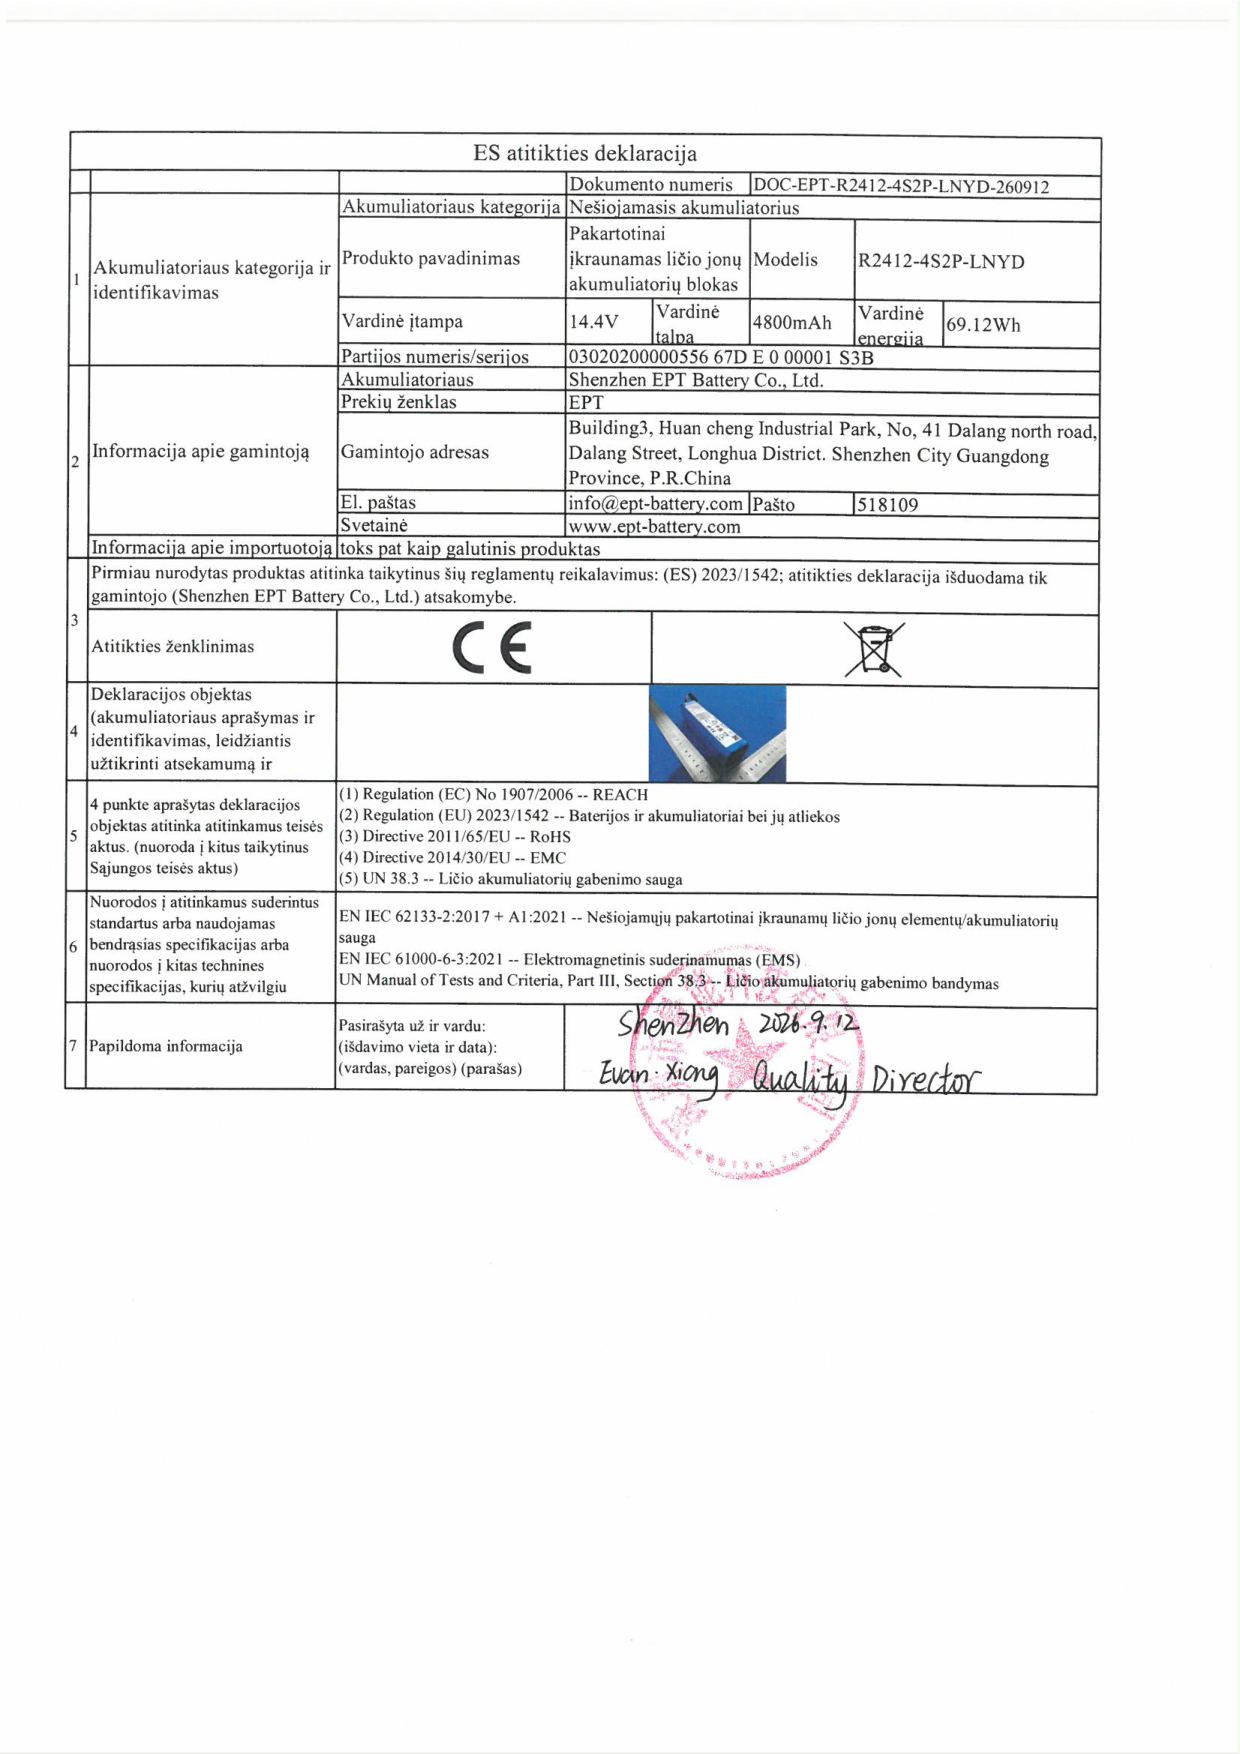 ES atitikties deklaracija
Dokumento numeris DOC-EPT-R2412-4S2P-LNYD-260912
1
Akumuliatoriaus kategorija ir
identifikavimas
Akumuliatoriaus kategorija Nešiojamasis akumuliatorius
Produkto pavadinimas
Pakartotinai
įkraunamas ličio jonų
akumuliatorių blokas
Modelis
R2412-4S2P-LNYD
Vardinė įtampa
14.4V
Vardinė
talpa
4800mAh
Vardinė
energija
69.12Wh
Partijos numeris/serijos 03020200000556 67D E 0 00001 S3B
2
Informacija apie gamintoją
Akumuliatoriaus Shenzhen EPT Battery Co., Ltd.
Prekių ženklas EPT
Gamintojo adresas
Building3, Huan cheng Industrial Park, No, 41 Dalang north road,
Dalang Street, Longhua District. Shenzhen City Guangdong
Province, P.R.China
El. paštas info@ept-battery.com Pašto 518109
Svetainė www.ept-battery.com
Informacija apie importuotoją toks pat kaip galutinis produktas
3
Pirmiau nurodytas produktas atitinka taikytinus šių reglamentų reikalavimus: (ES) 2023/1542; atitikties deklaracija išduodama tik
gamintojo (Shenzhen EPT Battery Co., Ltd.) atsakomybe.
Atitikties ženklinimas
CE
4
Deklaracijos objektas
(akumuliatoriaus aprašymas ir
identifikavimas, leidžiantis
užtikrinti atsekamumą ir
5
4 punkte aprašytas deklaracijos
objektas atitinka atitinkamus teisės
aktus. (nuoroda į kitus taikytinus
Sąjungos teisės aktus)
(1) Regulation (EC) No 1907/2006 -- REACH
(2) Regulation (EU) 2023/1542 -- Baterijos ir akumuliatoriai bei jų atliekos
(3) Directive 2011/65/EU -- RoHS
(4) Directive 2014/30/EU -- EMC
(5) UN 38.3 -- Ličio akumuliatorių gabenimo sauga
6
Nuorodos į atitinkamus suderintus
standartus arba naudojamas
bendrąsias specifikacijas arba
nuorodos į kitas technines
specifikacijas, kurių atžvilgiu
EN IEC 62133-2:2017 + A1:2021 -- Nešiojamųjų pakartotinai įkraunamų ličio jonų elementų/akumuliatorių
sauga
EN IEC 61000-6-3:2021 -- Elektromagnetinis suderinamumas (EMS)
UN Manual of Tests and Criteria, Part III, Section 38.3 -- Ličio akumuliatorių gabenimo bandymas
7
Papildoma informacija
Pasirašyta už ir vardu:
(išdavimo vieta ir data):
(vardas, pareigos) (parašas)
ShenZhen 2026.9.12
Evan·Xiong Quality Director